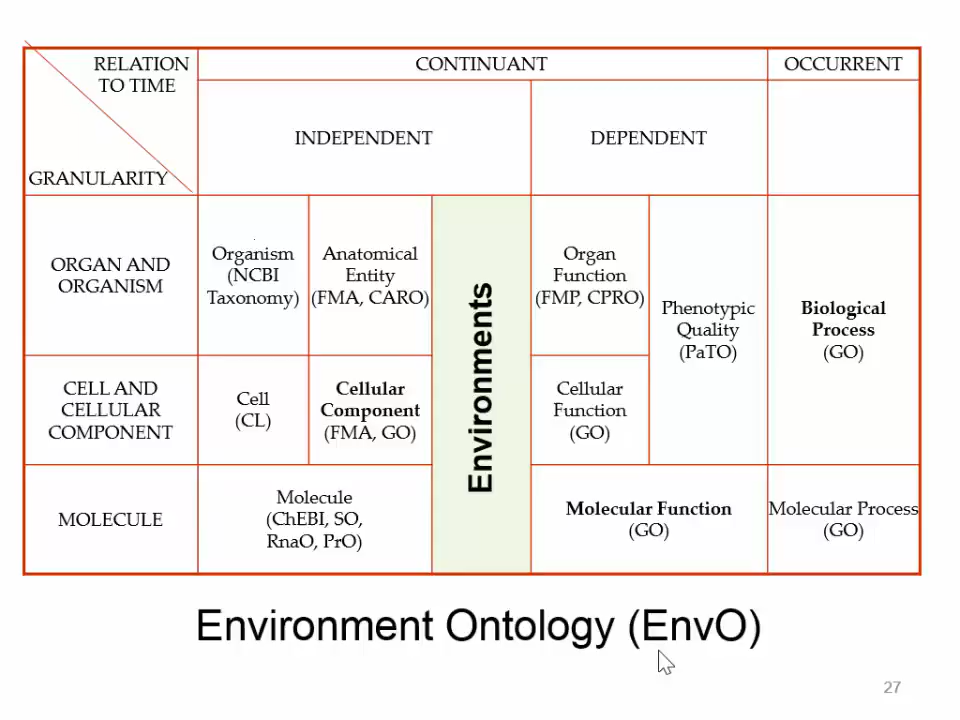 RELATION
TO TIME
GRANULARITY
CONTINUANT
OCCURRENT
INDEPENDENT
DEPENDENT
ORGAN AND
ORGANISM
Organism
(NCBI
Taxonomy)
Anatomical
Entity
(FMA, CARO)
Environments
Organ
Function
(FMP, CPRO)
Phenotypic
Quality
(PaTO)
Biological
Process
(GO)
CELL AND
CELLULAR
COMPONENT
Cell
(CL)
Cellular
Component
(FMA, GO)
Cellular
Function
(GO)
MOLECULE
Molecule
(ChEBI, SO,
RnaO, PrO)
Molecular Function
(GO)
Molecular Process
(GO)
Environment Ontology (EnvO)
27